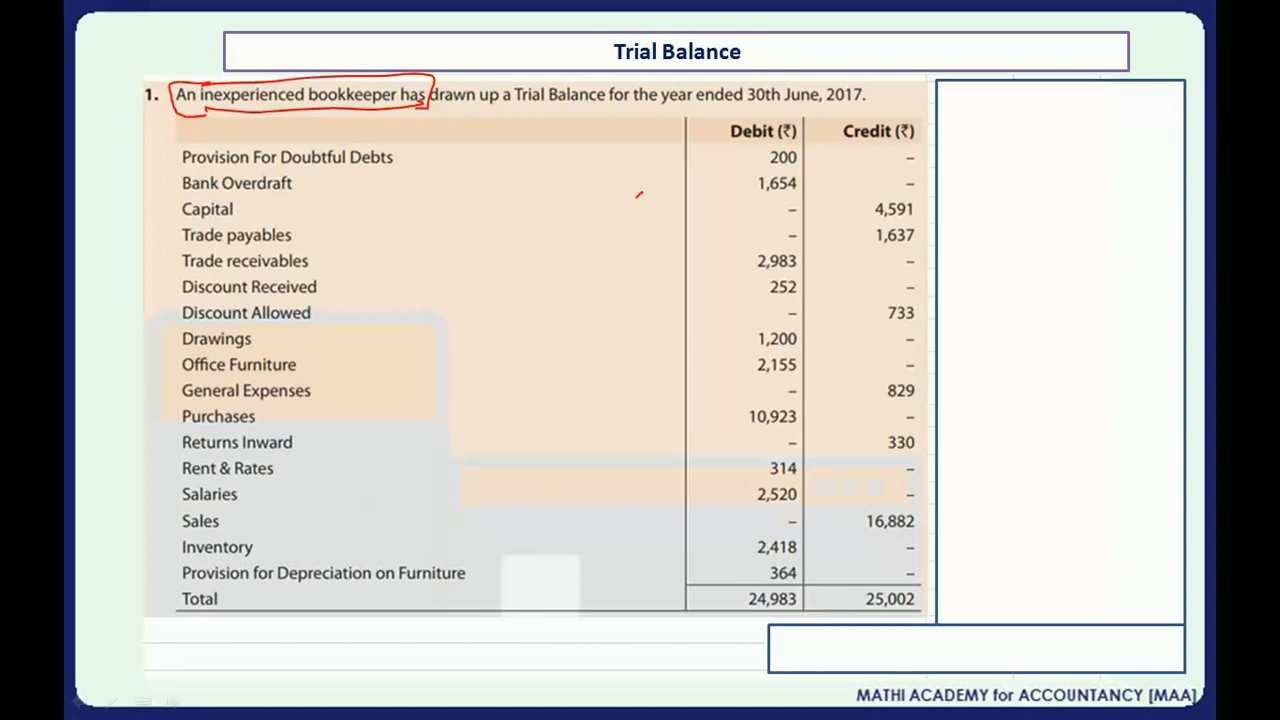 Trial Balance
1. An inexperienced bookkeeper has drawn up a Trial Balance for the year ended 30th June, 2017.
Debit (₹) Credit (₹)
Provision For Doubtful Debts 200 –
Bank Overdraft 1,654 –
Capital – 4,591
Trade payables – 1,637
Trade receivables 2,983 –
Discount Received 252 –
Discount Allowed – 733
Drawings 1,200 –
Office Furniture 2,155 –
General Expenses – 829
Purchases 10,923 –
Returns Inward – 330
Rent & Rates 314 –
Salaries 2,520 –
Sales – 16,882
Inventory 2,418 –
Provision for Depreciation on Furniture 364 –
Total 24,983 25,002
MATHI ACADEMY for ACCOUNTANCY [MAA]